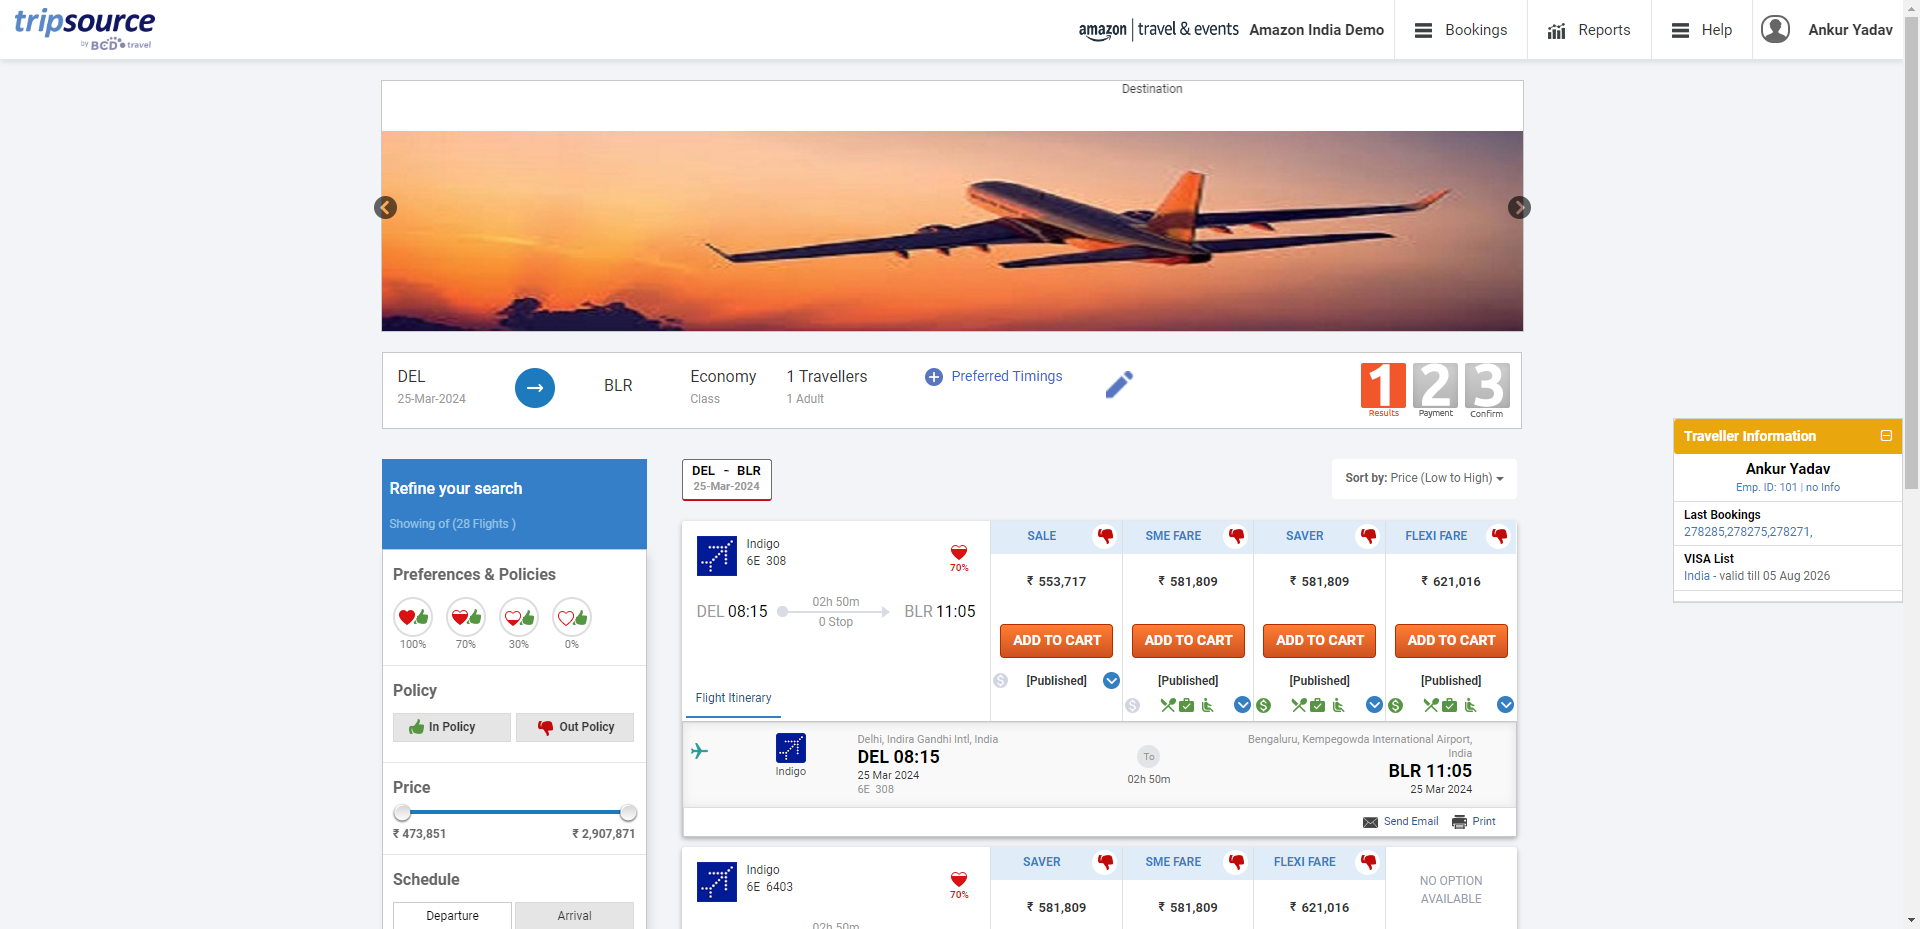 tripsource
by BCD travel
amazon travel & events Amazon India Demo
Bookings
Reports
Help
Ankur Yadav
Destination
DEL
25-Mar-2024
BLR
Economy
Class
1 Travellers
1 Adult
Preferred Timings
1 2 3
Results Payment Confirm
Traveller Information
Ankur Yadav
Emp. ID: 101 | no Info
Last Bookings
278285,278275,278271,
VISA List
India - valid till 05 Aug 2026
Refine your search
Showing of (28 Flights )
Preferences & Policies
100% 70% 30% 0%
Policy
In Policy Out Policy
Price
₹ 473,851 ₹ 2,907,871
Schedule
Departure Arrival
DEL - BLR
25-Mar-2024
Sort by: Price (Low to High)
Indigo
6E 308
70%
DEL 08:15
02h 50m
0 Stop
BLR 11:05
Flight Itinerary
SALE SME FARE SAVER FLEXI FARE
₹ 553,717 ₹ 581,809 ₹ 581,809 ₹ 621,016
ADD TO CART ADD TO CART ADD TO CART ADD TO CART
[Published] [Published] [Published] [Published]
Indigo
Delhi, Indira Gandhi Intl, India
DEL 08:15
25 Mar 2024
6E 308
To
02h 50m
Bengaluru, Kempegowda International Airport,
India
BLR 11:05
25 Mar 2024
Send Email Print
Indigo
6E 6403
70%
02h 50m
SAVER SME FARE FLEXI FARE
₹ 581,809 ₹ 581,809 ₹ 621,016
NO OPTION
AVAILABLE